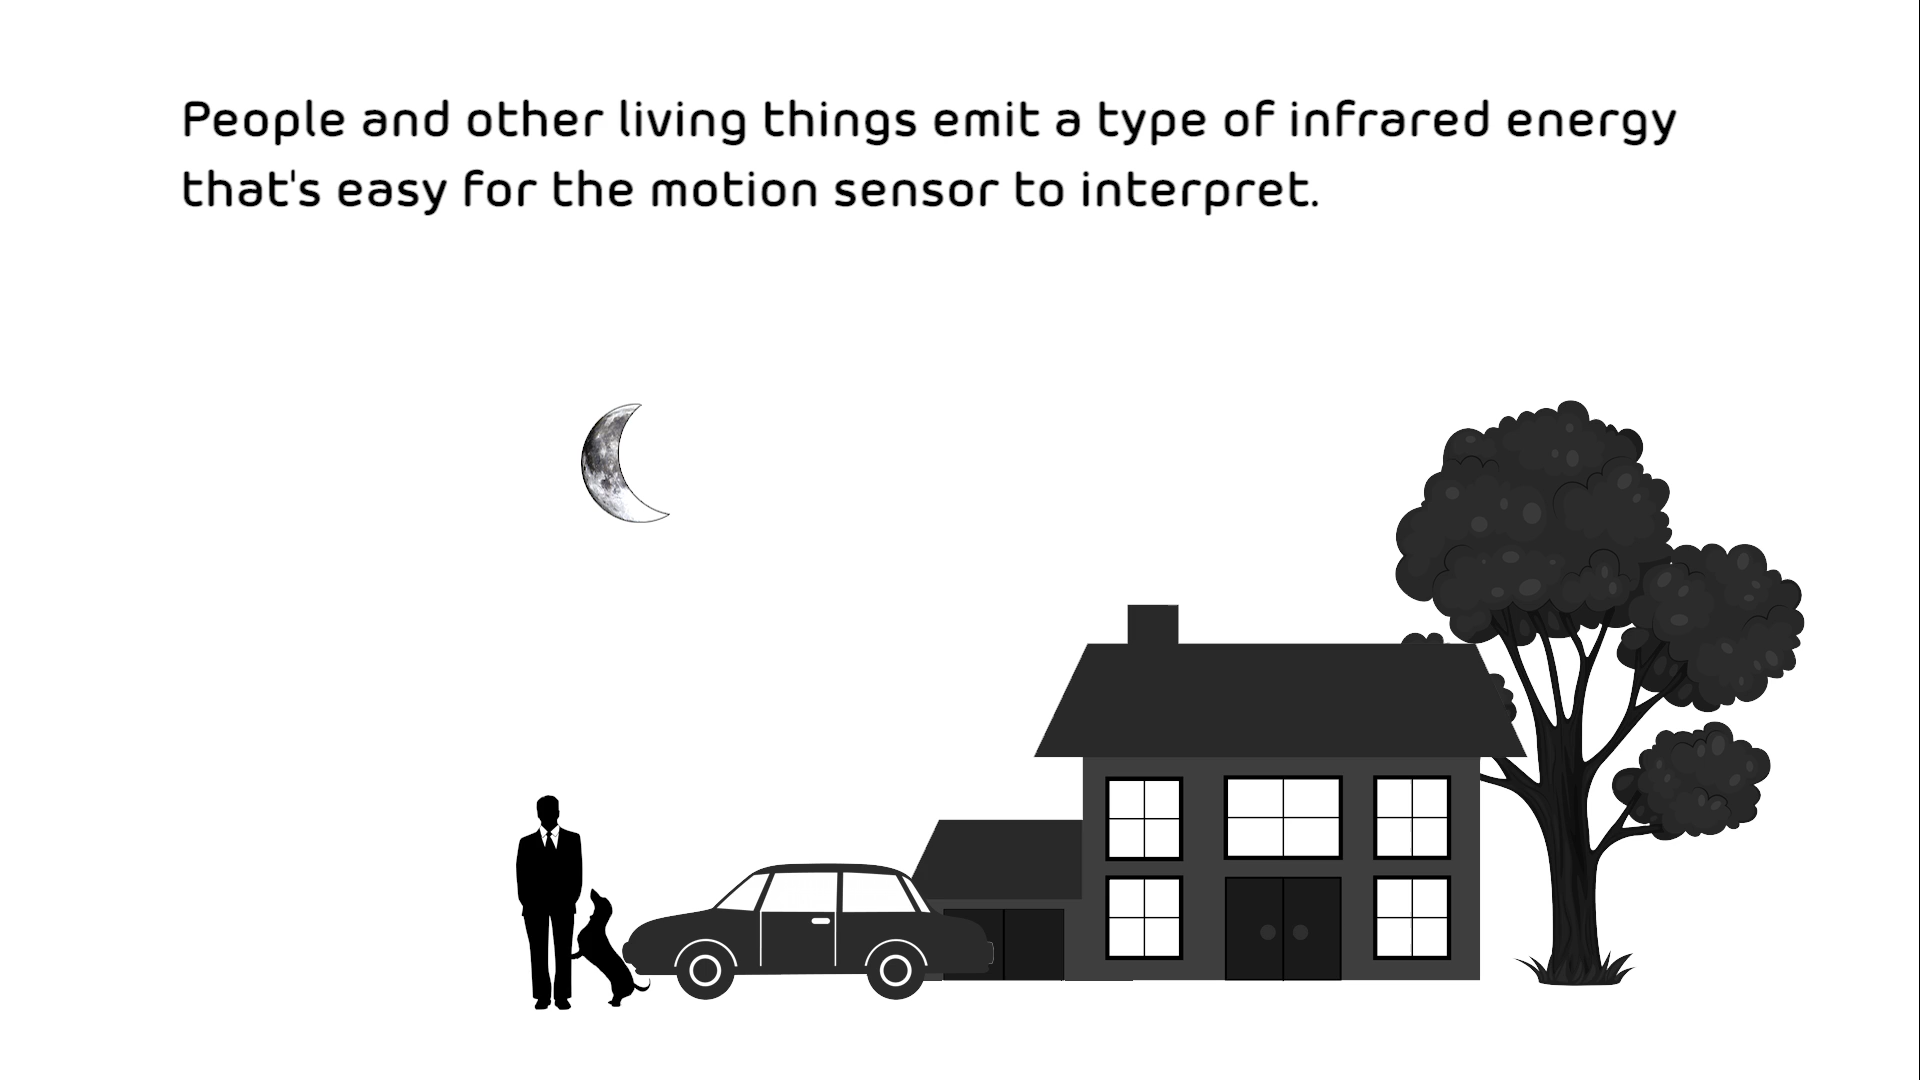 People and other living things emit a type of infrared energy
that's easy for the motion sensor to interpret.